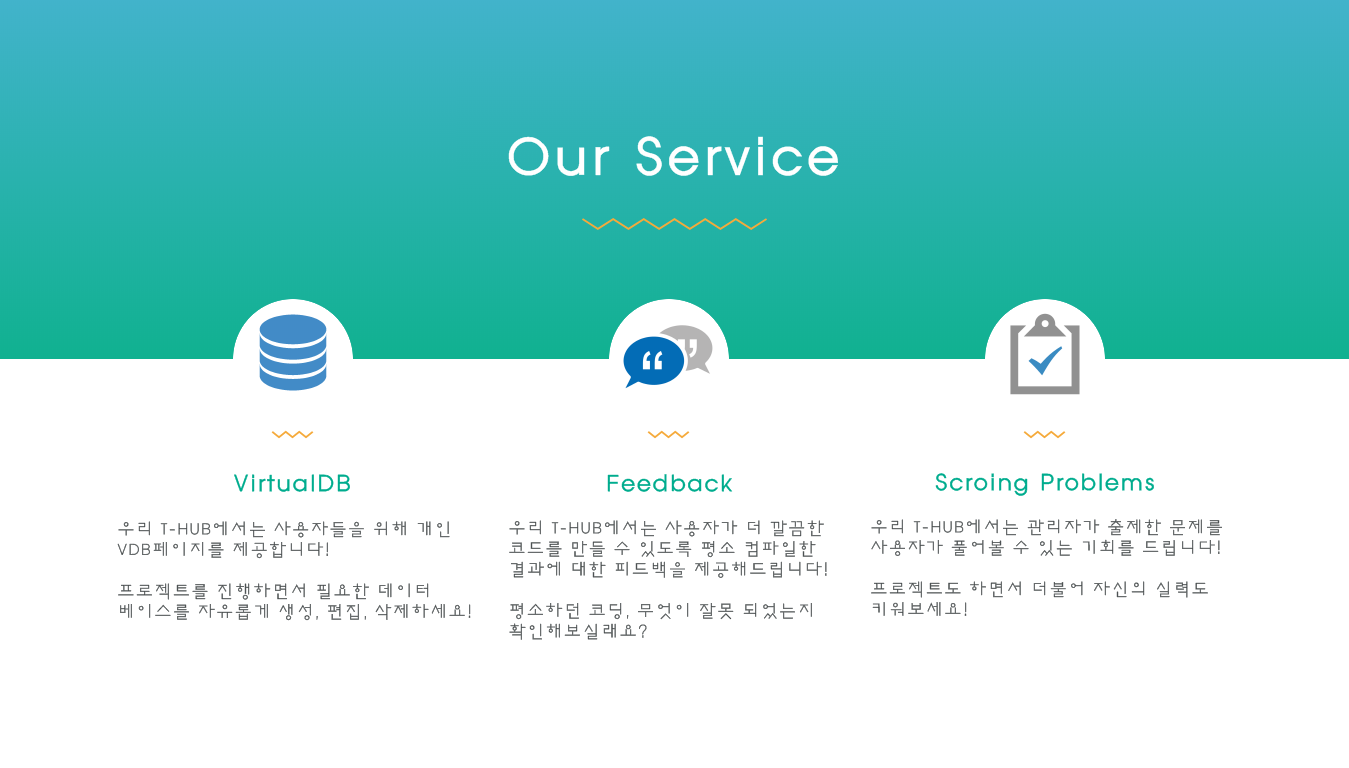 Our Service
VirtualDB
우리 T-HUB에서는 사용자들을 위해 개인
VDB페이지를 제공합니다!
프로젝트를 진행하면서 필요한 데이터
베이스를 자유롭게 생성, 편집, 삭제하세요!
Feedback
우리 T-HUB에서는 사용자가 더 깔끔한
코드를 만들 수 있도록 평소 컴파일한
결과에 대한 피드백을 제공해드립니다!
평소하던 코딩, 무엇이 잘못 되었는지
확인해보실래요?
Scroing Problems
우리 T-HUB에서는 관리자가 출제한 문제를
사용자가 풀어볼 수 있는 기회를 드립니다!
프로젝트도 하면서 더불어 자신의 실력도
키워보세요!